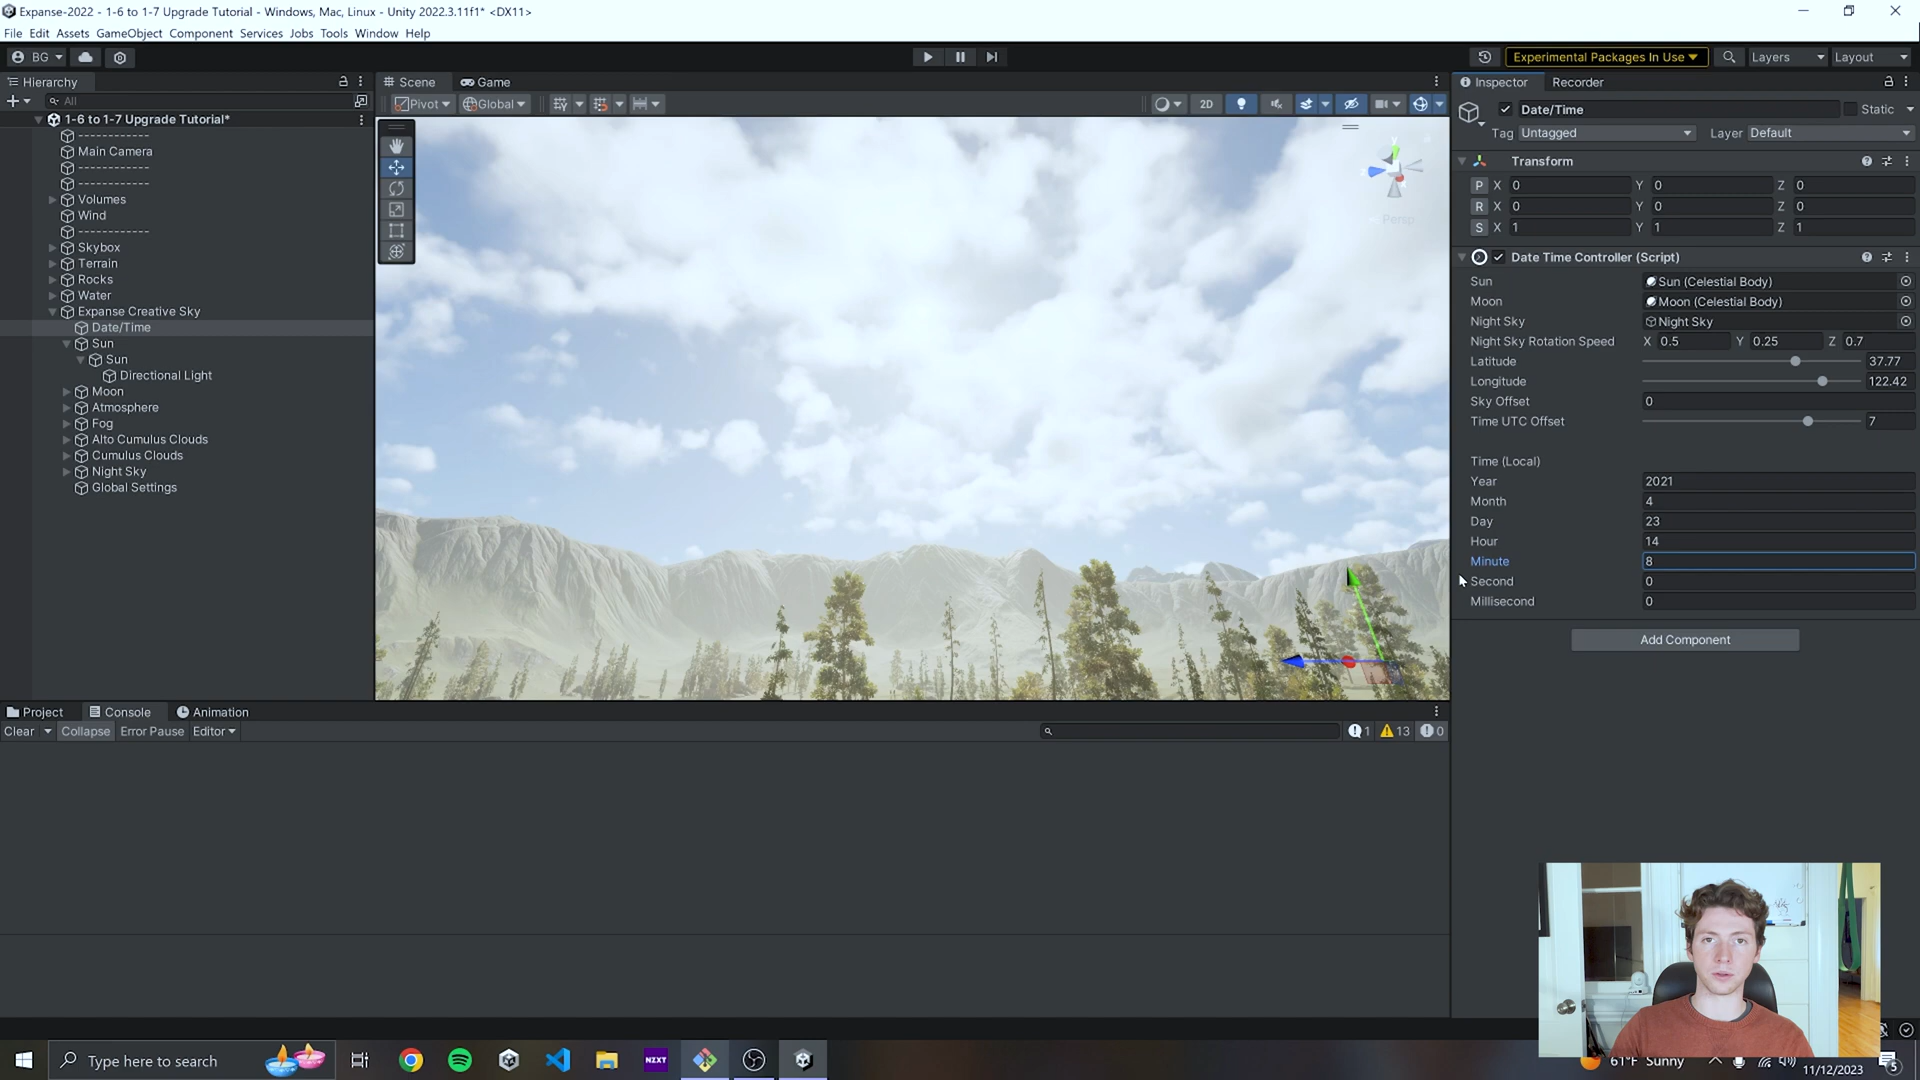 Expanse-2022 - 1-6 to 1-7 Upgrade Tutorial - Windows, Mac, Linux - Unity 2022.3.11f1* <DX11>
File Edit Assets GameObject Component Services Jobs Tools Window Help
BG
Experimental Packages In Use
Layers
Layout
Hierarchy
All
1-6 to 1-7 Upgrade Tutorial*
------------
Main Camera
------------
------------
Volumes
Wind
------------
Skybox
Terrain
Rocks
Water
Expanse Creative Sky
Date/Time
Sun
Sun
Directional Light
Moon
Atmosphere
Fog
Alto Cumulus Clouds
Cumulus Clouds
Night Sky
Global Settings
Scene Game
Pivot Global 2D
Persp
Inspector Recorder
Date/Time Static
Tag Untagged Layer Default
Transform
P X 0 Y 0 Z 0
R X 0 Y 0 Z 0
S X 1 Y 1 Z 1
Date Time Controller (Script)
Sun Sun (Celestial Body)
Moon Moon (Celestial Body)
Night Sky Night Sky
Night Sky Rotation Speed X 0.5 Y 0.25 Z 0.7
Latitude 37.77
Longitude 122.42
Sky Offset 0
Time UTC Offset 7
Time (Local)
Year 2021
Month 4
Day 23
Hour 14
Minute 8
Second 0
Millisecond 0
Add Component
Project Console Animation
Clear Collapse Error Pause Editor
1 13 0
Type here to search
NZXT
61°F Sunny
11/12/2023
5